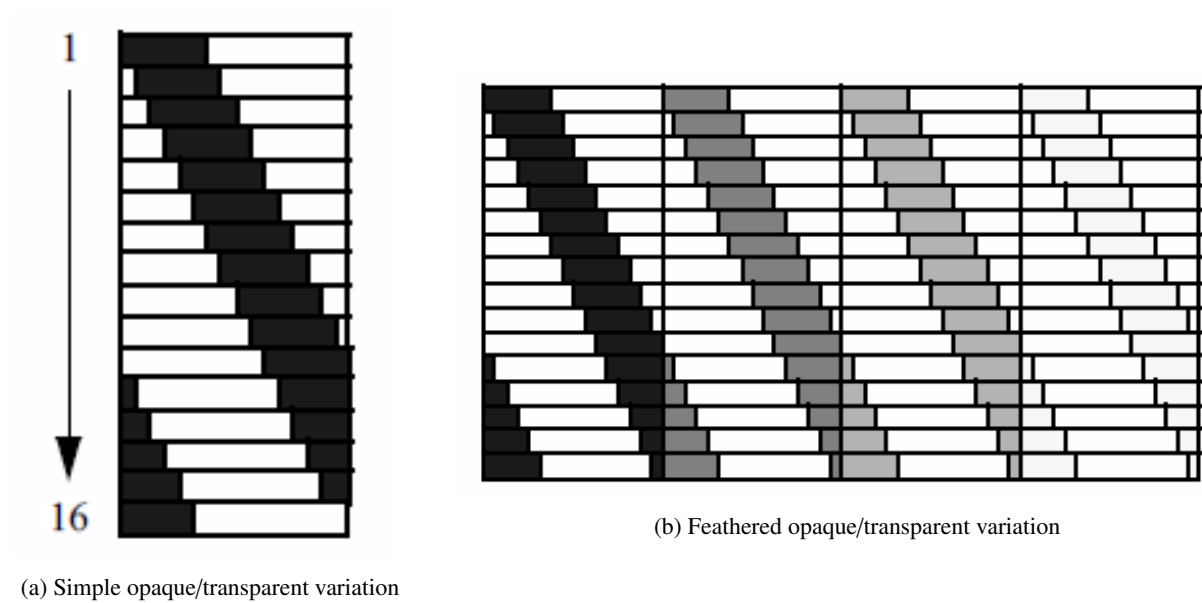 1
16
(a) Simple opaque/transparent variation
(b) Feathered opaque/transparent variation